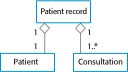 Patient record
1 1
1 1..*
Patient Consultation